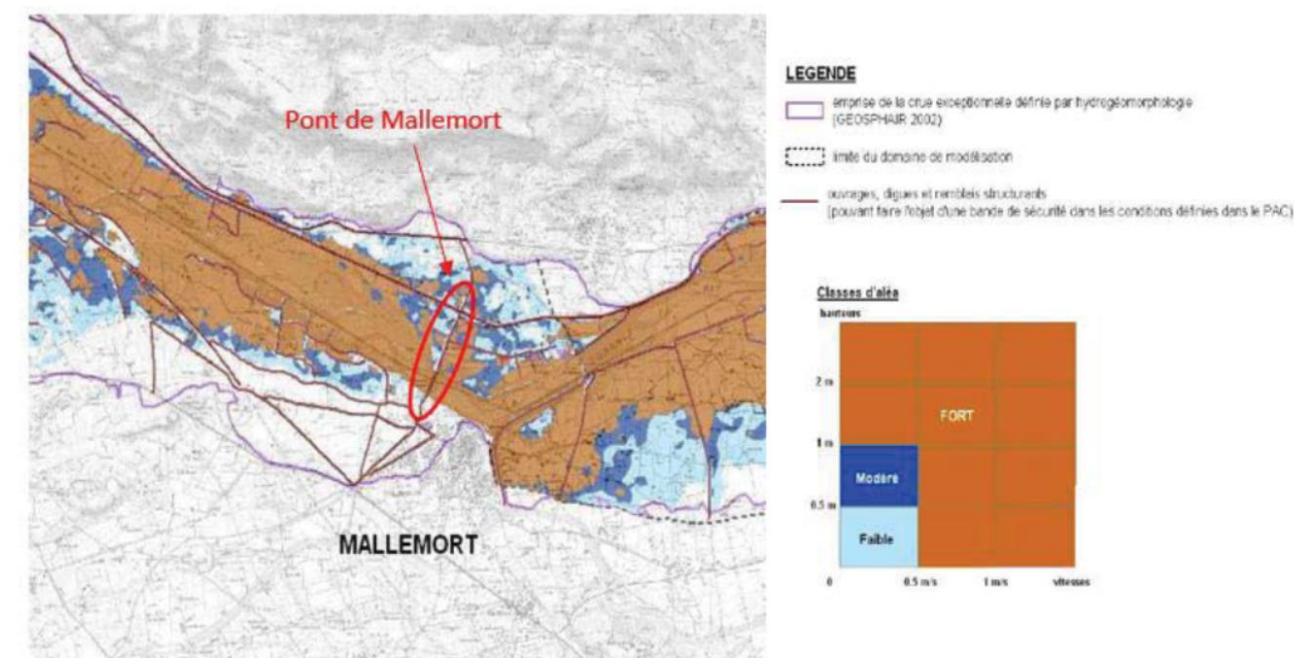 Pont de Mallemort
MALLEMORT
LEGENDE
emprise de la crue exceptionnelle définie par hydrogéomorphologie
(GEOSPHAIR 2002)
limite du domaine de modélisation
ouvrages, digues et remblais structurants
(pouvant faire l'objet d'une bande de sécurité dans les conditions définies dans le PAC)
Classes d'aléa
hauteurs
2 m
FORT
1 m
Modéré
0.5 m
Faible
0
0.5 m/s
1 m/s
vitesses